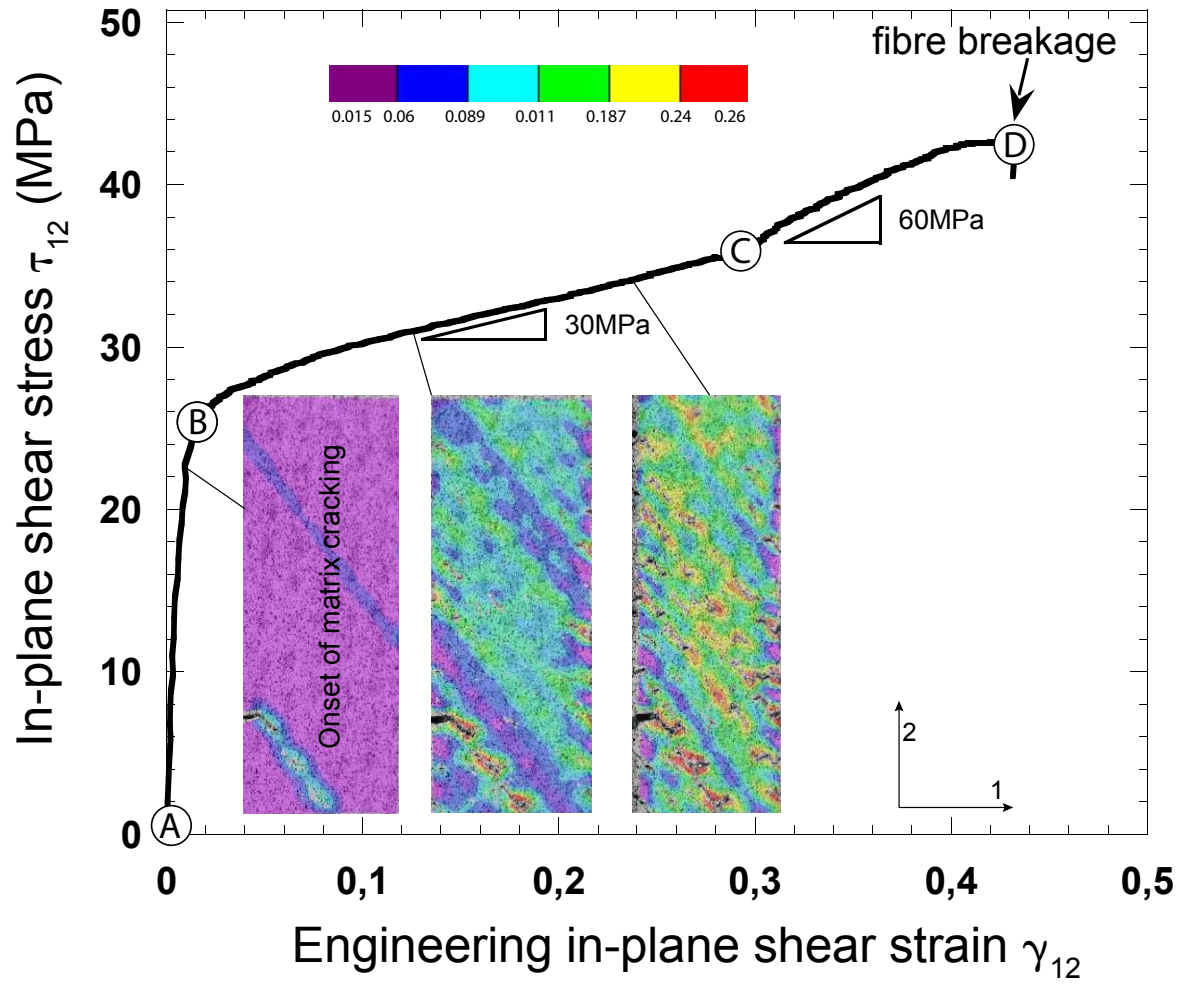 50
fibre breakage
0.015 0.06 0.089 0.011 0.187 0.24 0.26
D
40
60MPa
C
30MPa
30
B
Onset of matrix cracking
20
10
2
1
0
A
0 0,1 0,2 0,3 0,4 0,5
In-plane shear stress τ12 (MPa)
Engineering in-plane shear strain γ12